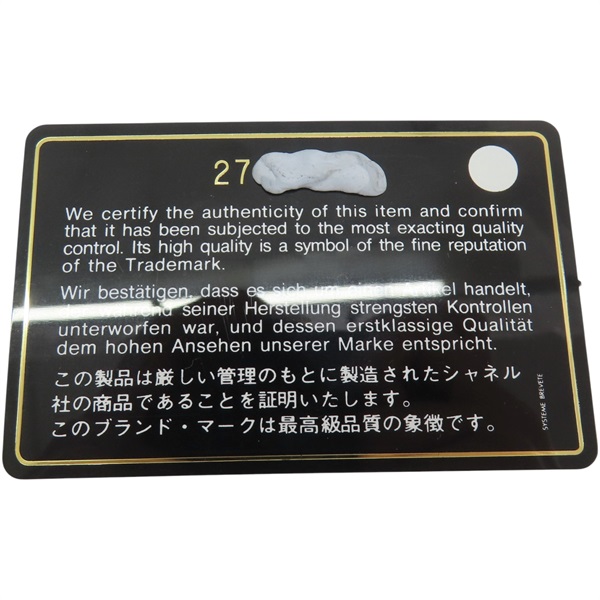 27
We certify the authenticity of this item and confirm
that it has been subjected to the most exacting quality
control. Its high quality is a symbol of the fine reputation
of the Trademark.
Wir bestätigen, dass es sich um einen Artikel handelt,
seiner Herstellung strengsten Kontrollen
unterworfen war, und dessen erstklassige Qualität
dem hohen Ansehen unserer Marke entspricht.
この製品は厳しい管理のもとに製造されたシャネル
社の商品であることを証明いたします。
このブランド・マークは最高級品質の象徴です。
SYSTEME BREVETE